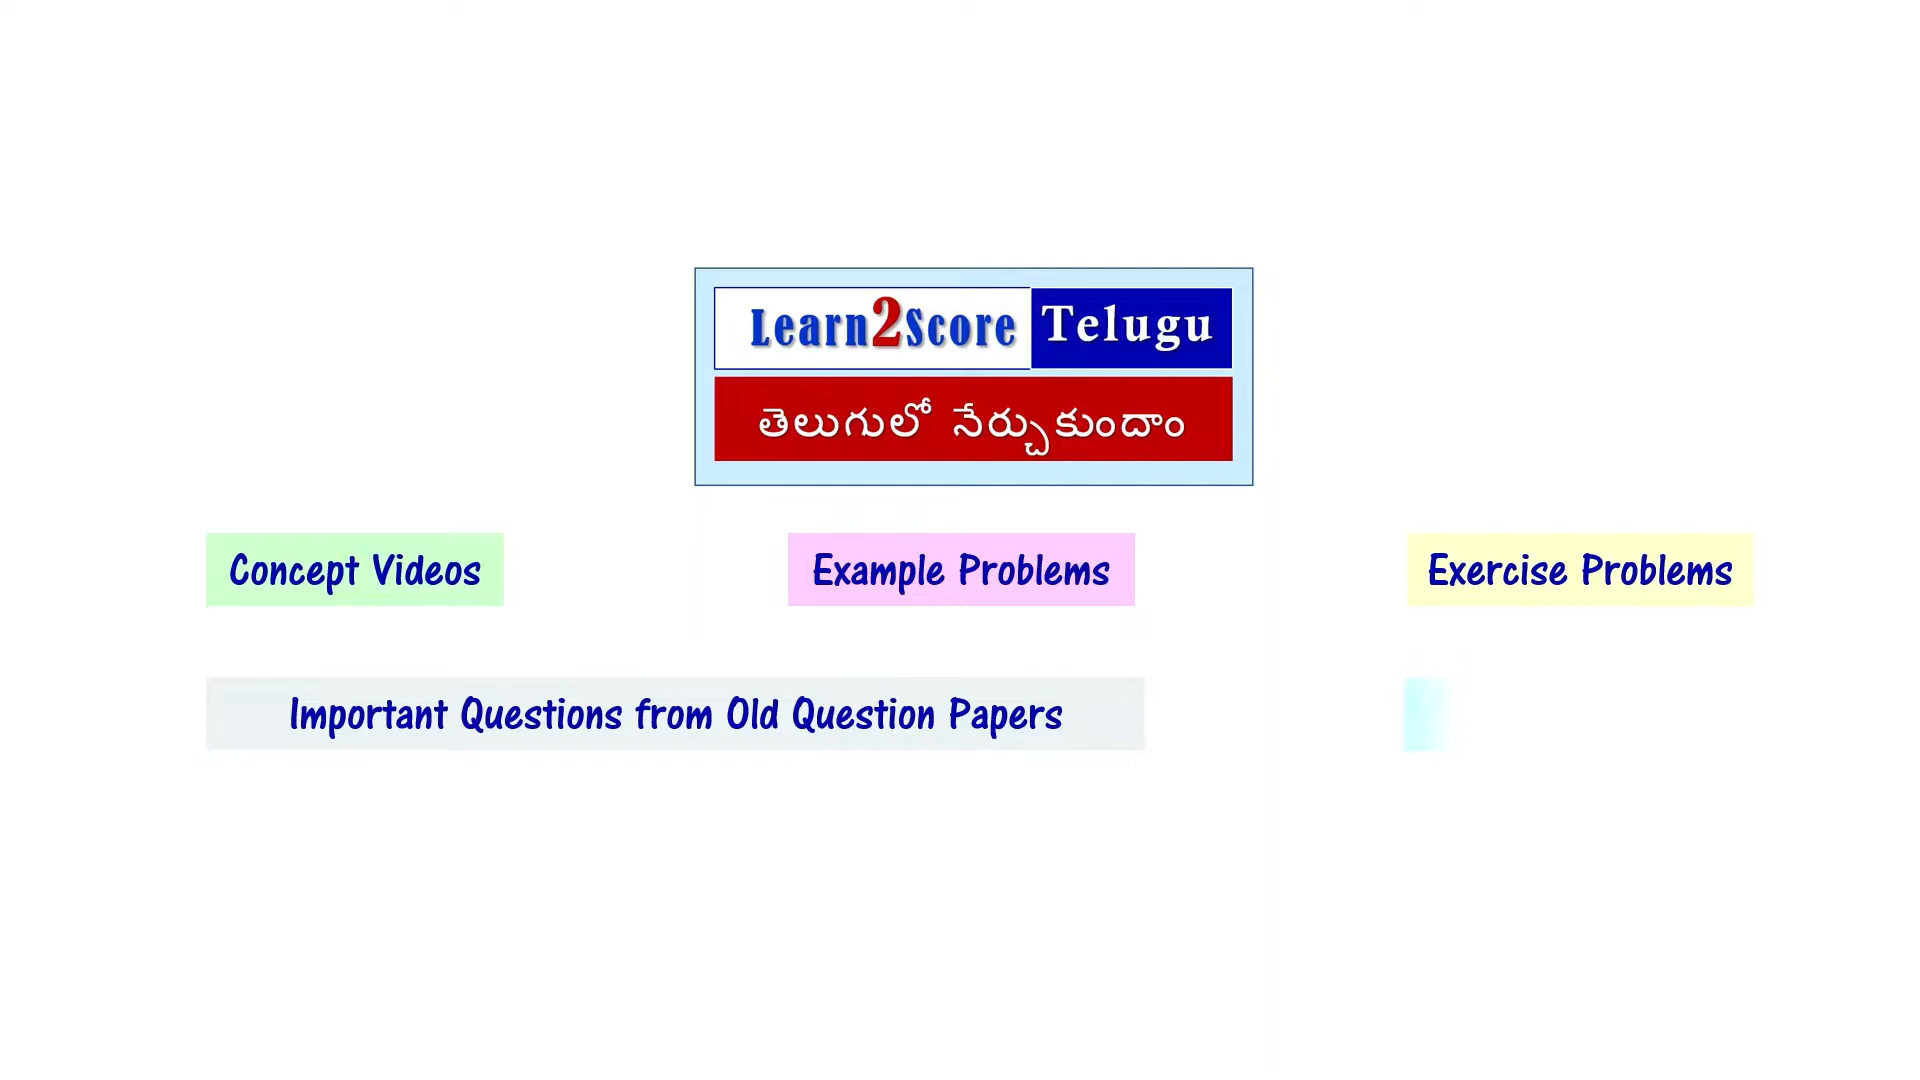 Learn2Score Telugu
తెలుగులో నేర్చుకుందాం
Concept Videos Example Problems Exercise Problems
Important Questions from Old Question Papers